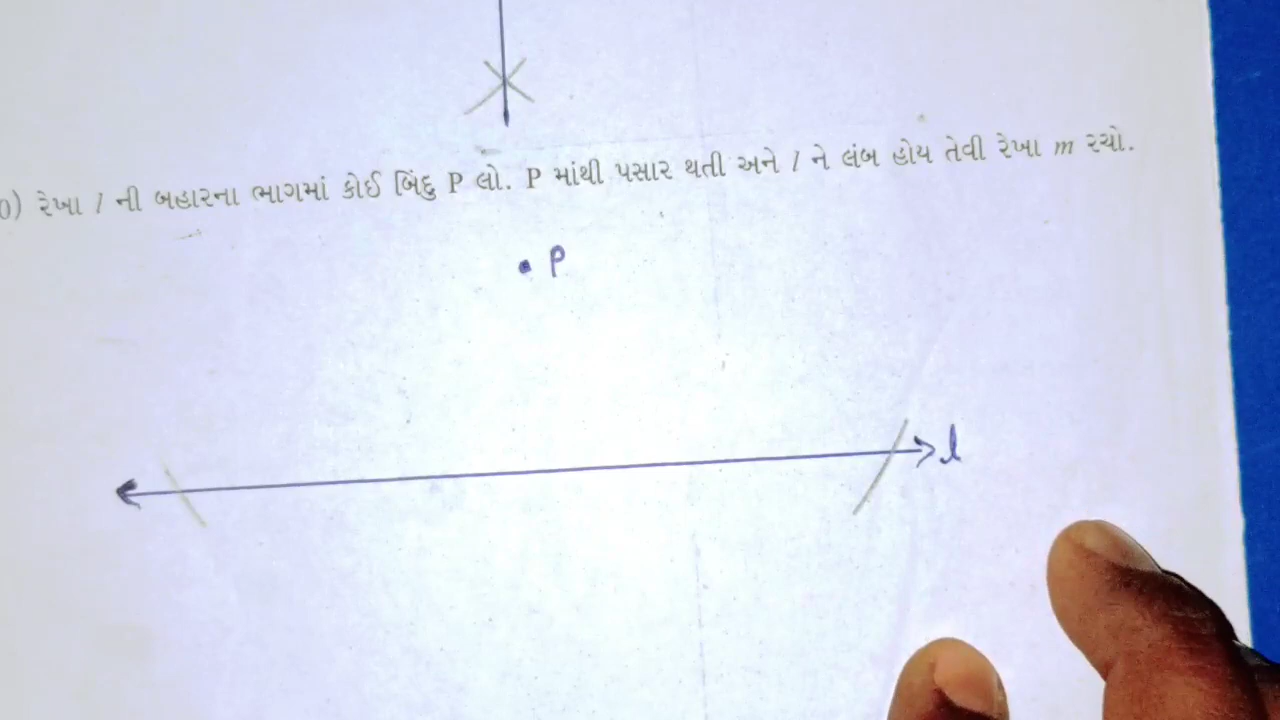 0) રેખા l ની બહારના ભાગમાં કોઈ બિંદુ P લો. P માંથી પસાર થતી અને l ને લંબ હોય તેવી રેખા m રચો.
P
l